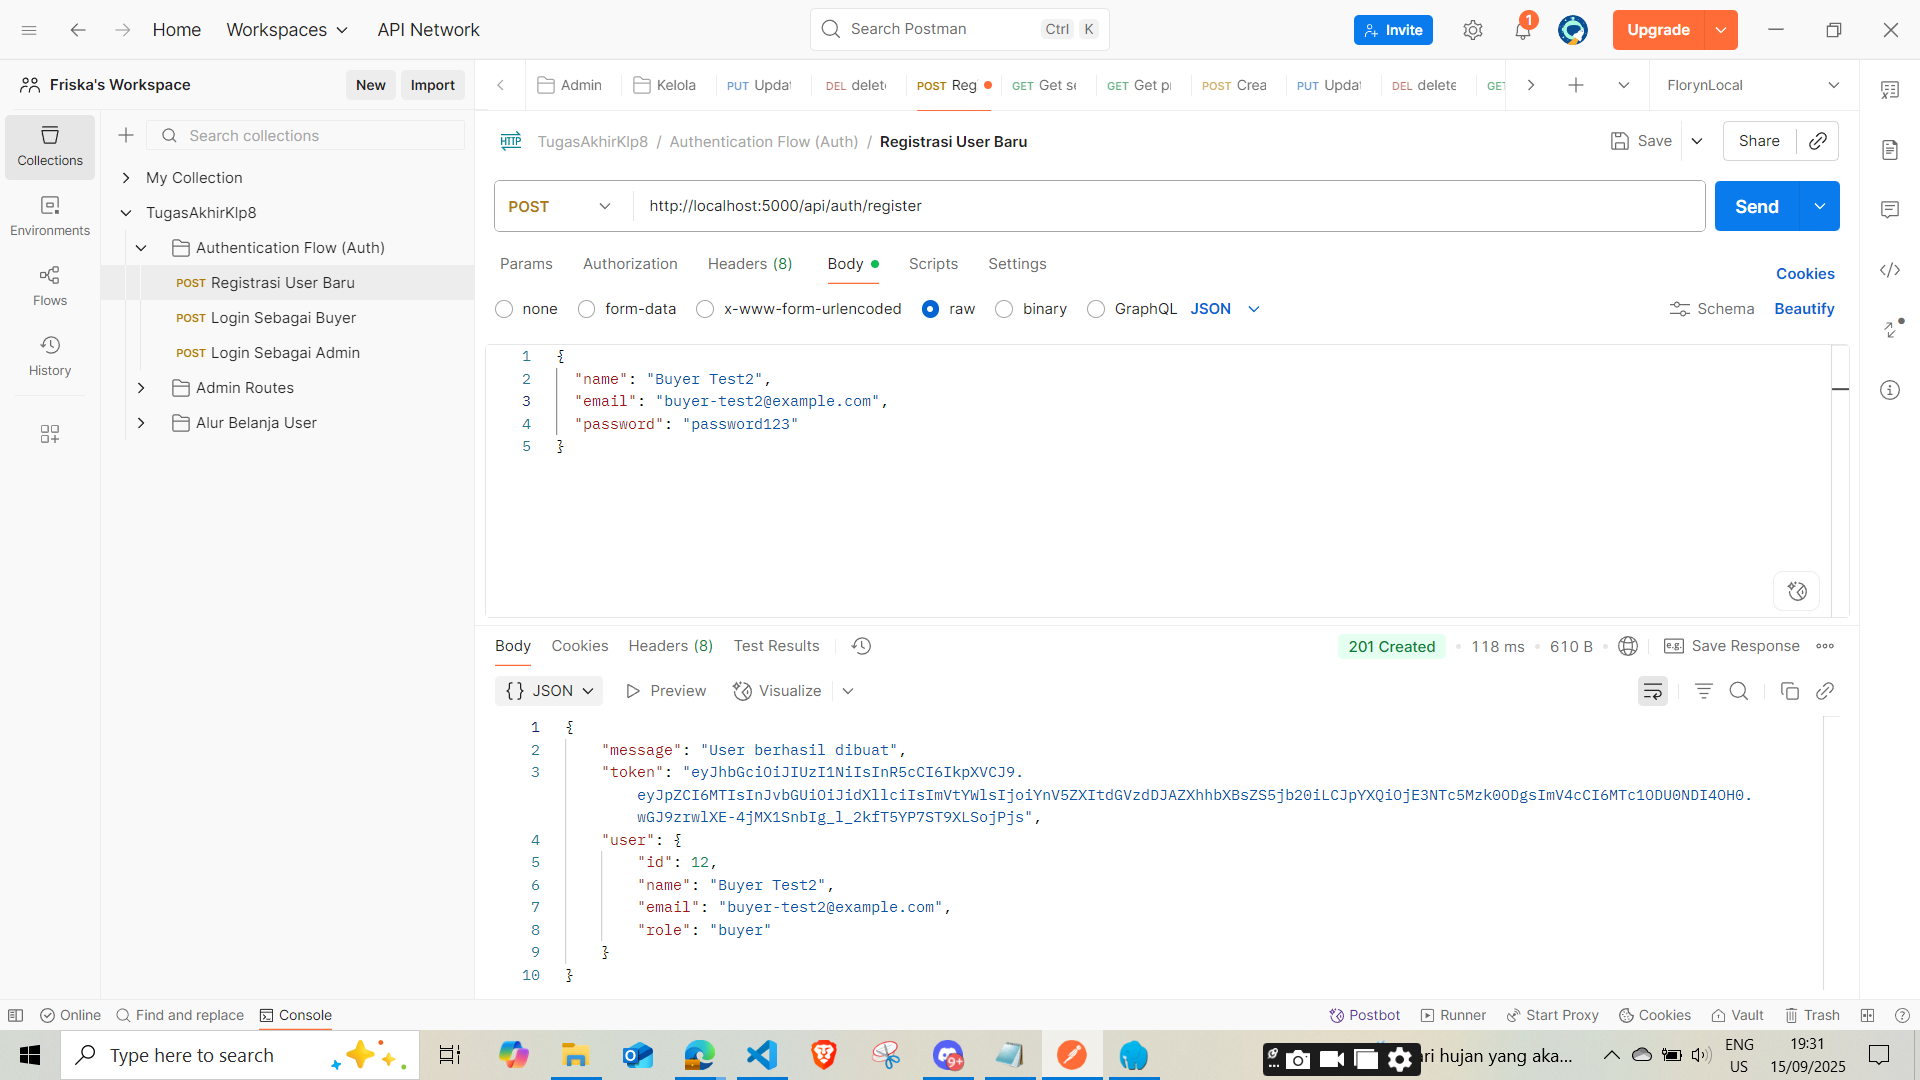 Home
Workspaces
API Network
Search Postman
Ctrl
K
Invite
1
Upgrade
Friska's Workspace
New
Import
Admin
Kelola
PUT Updat
DEL delete
POST Reg
GET Get se
GET Get pr
POST Crea
PUT Updat
DEL delete
GET
FlorynLocal
Collections
Environments
Flows
History
Search collections
My Collection
TugasAkhirKlp8
Authentication Flow (Auth)
POST Registrasi User Baru
POST Login Sebagai Buyer
POST Login Sebagai Admin
Admin Routes
Alur Belanja User
HTTP
TugasAkhirKlp8 / Authentication Flow (Auth) / Registrasi User Baru
Save
Share
POST
http://localhost:5000/api/auth/register
Send
Params
Authorization
Headers (8)
Body
Scripts
Settings
Cookies
none
form-data
x-www-form-urlencoded
raw
binary
GraphQL
JSON
Schema
Beautify
1 {
2 "name": "Buyer Test2",
3 "email": "buyer-test2@example.com",
4 "password": "password123"
5 }
Body
Cookies
Headers (8)
Test Results
201 Created
118 ms
610 B
e.g.
Save Response
{} JSON
Preview
Visualize
1 {
2 "message": "User berhasil dibuat",
3 "token": "eyJhbGciOiJIUzI1NiIsInR5cCI6IkpXVCJ9.
eyJpZCI6MTIsInJvbGUiOiJidXllciIsImVtYWlsIjoiYnV5ZXItdGVzdDJAZXhhbXBsZS5jb20iLCJpYXQiOjE3NTc5Mzk0ODgsImV4cCI6MTc1ODU0NDI4OH0.
wGJ9zrwlXE-4jMX1SnbIg_l_2kfT5YP7ST9XLSojPjs",
4 "user": {
5 "id": 12,
6 "name": "Buyer Test2",
7 "email": "buyer-test2@example.com",
8 "role": "buyer"
9 }
10 }
Online
Find and replace
Console
Postbot
Runner
Start Proxy
Cookies
Vault
Trash
Type here to search
9+
ri hujan yang aka...
ENG
US
19:31
15/09/2025